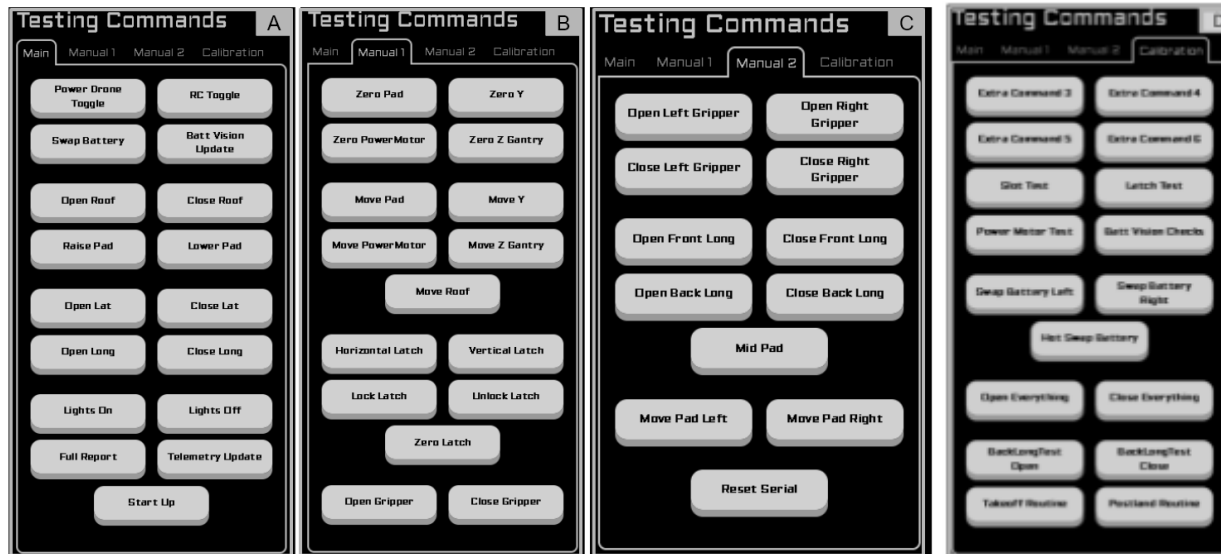 Testing Commands A
Main Manual 1 Manual 2 Calibration
Power Drone
Toggle
RC Toggle
Swap Battery
Batt Vision
Update
Open Roof
Close Roof
Raise Pad
Lower Pad
Open Lat
Close Lat
Open Long
Close Long
Lights On
Lights Off
Full Report
Telemetry Update
Start Up
Testing Commands B
Main Manual 1 Manual 2 Calibration
Zero Pad
Zero Y
Zero PowerMotor
Zero Z Gantry
Move Pad
Move Y
Move PowerMotor
Move Z Gantry
Move Roof
Horizontal Latch
Vertical Latch
Lock Latch
Unlock Latch
Zero Latch
Open Gripper
Close Gripper
Testing Commands C
Main Manual 1 Manual 2 Calibration
Open Left Gripper
Open Right
Gripper
Close Left Gripper
Close Right
Gripper
Open Front Long
Close Front Long
Open Back Long
Close Back Long
Mid Pad
Move Pad Left
Move Pad Right
Reset Serial
Testing Commands
Main Manual 1 Manual 2 Calibration
Extra Command 3
Extra Command 4
Extra Command 5
Extra Command 6
Slot Test
Latch Test
Power Motor Test
Batt Vision Checks
Swap Battery Left
Swap Battery
Right
Hot Swap Battery
Open Everything
Close Everything
BackLongTest
Open
BackLongTest
Close
Takeoff Routine
Postland Routine